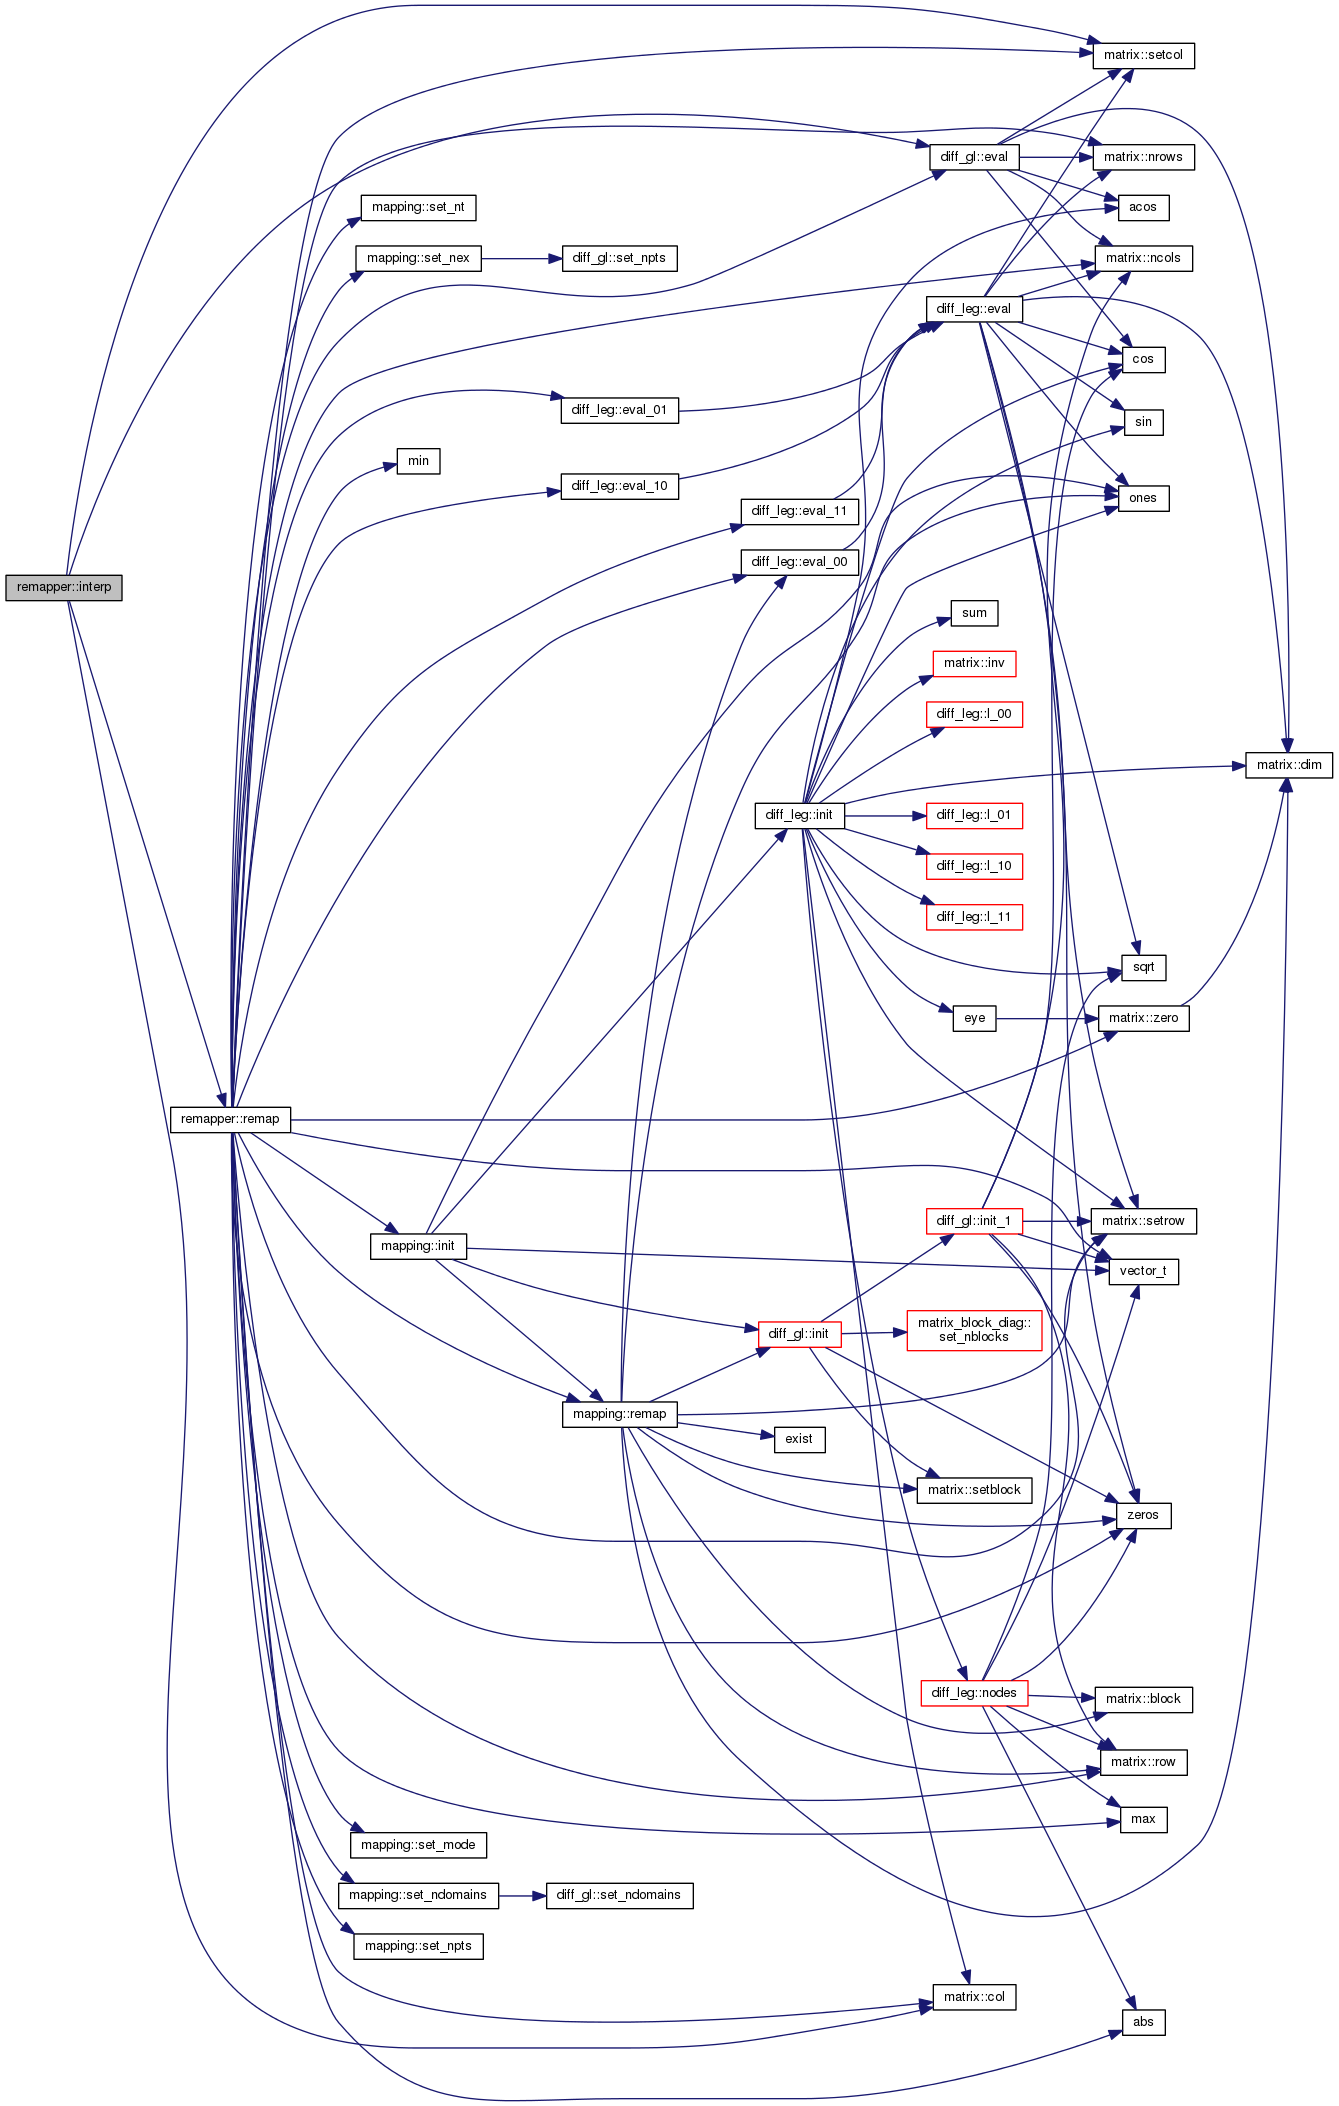 matrix::setcol
diff_gl::eval
matrix::nrows
mapping::set_nt
acos
mapping::set_nex
diff_gl::set_npts
matrix::ncols
diff_leg::eval
cos
diff_leg::eval_01
sin
min
diff_leg::eval_10
ones
diff_leg::eval_11
diff_leg::eval_00
remapper::interp
sum
matrix::inv
diff_leg::l_00
matrix::dim
diff_leg::init
diff_leg::l_01
diff_leg::l_10
diff_leg::l_11
sqrt
eye
matrix::zero
remapper::remap
diff_gl::init_1
matrix::setrow
mapping::init
vector_t
diff_gl::init
matrix_block_diag::
set_nblocks
mapping::remap
exist
matrix::setblock
zeros
diff_leg::nodes
matrix::block
matrix::row
max
mapping::set_mode
mapping::set_ndomains
diff_gl::set_ndomains
mapping::set_npts
matrix::col
abs